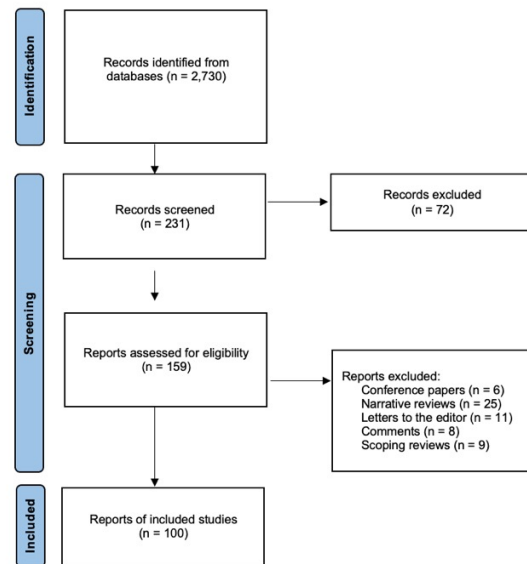 Identification
Records identified from
databases (n = 2,730)
Screening
Records screened
(n = 231)
Records excluded
(n = 72)
Reports assessed for eligibility
(n = 159)
Reports excluded:
Conference papers (n = 6)
Narrative reviews (n = 25)
Letters to the editor (n = 11)
Comments (n = 8)
Scoping reviews (n = 9)
Included
Reports of included studies
(n = 100)